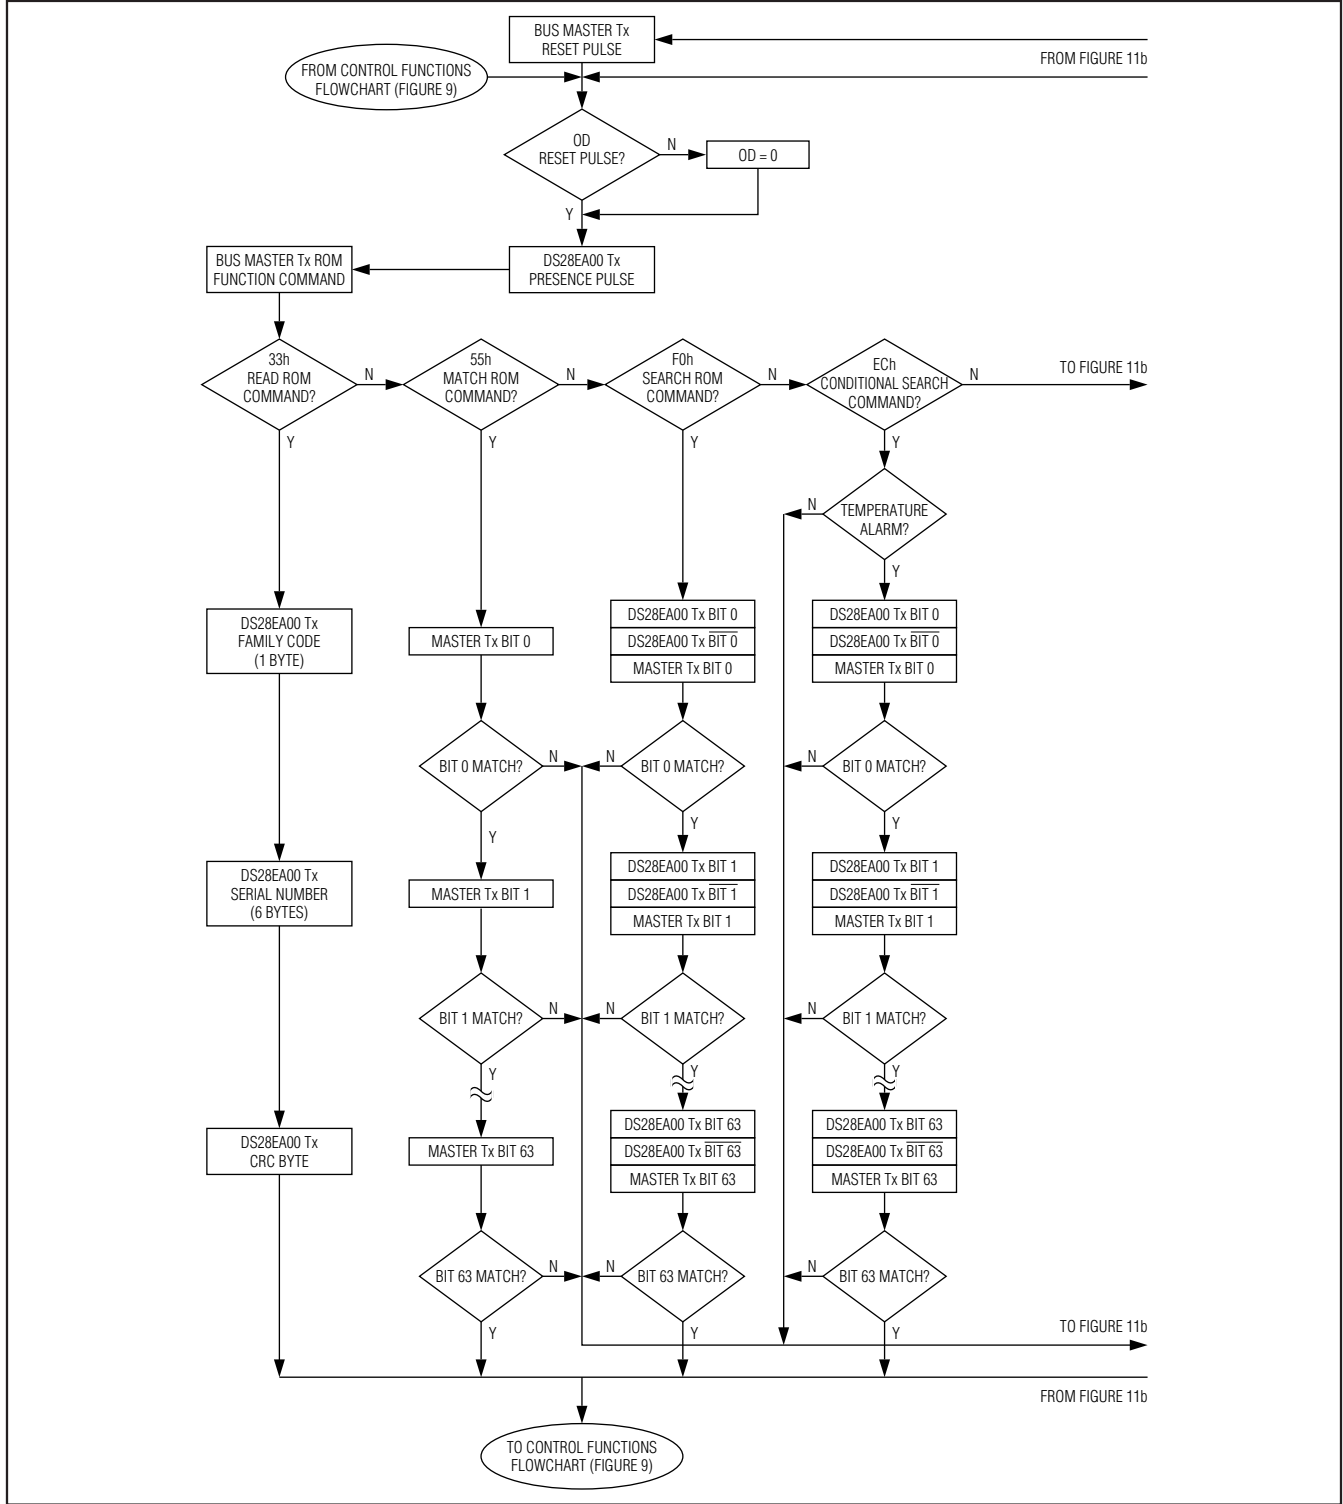 BUS MASTER Tx
RESET PULSE
FROM FIGURE 11b
FROM CONTROL FUNCTIONS
FLOWCHART (FIGURE 9)
OD
RESET PULSE?
N
OD = 0
Y
BUS MASTER Tx ROM
FUNCTION COMMAND
DS28EA00 Tx
PRESENCE PULSE
33h
READ ROM
COMMAND?
N
55h
MATCH ROM
COMMAND?
N
F0h
SEARCH ROM
COMMAND?
N
ECh
CONDITIONAL SEARCH
COMMAND?
N
TO FIGURE 11b
Y
Y
Y
Y
N
TEMPERATURE
ALARM?
Y
DS28EA00 Tx
FAMILY CODE
(1 BYTE)
MASTER Tx BIT 0
DS28EA00 Tx BIT 0
DS28EA00 Tx B̅I̅T̅ ̅0̅
MASTER Tx BIT 0
DS28EA00 Tx BIT 0
DS28EA00 Tx B̅I̅T̅ ̅0̅
MASTER Tx BIT 0
BIT 0 MATCH?
N
N
BIT 0 MATCH?
N
BIT 0 MATCH?
Y
Y
Y
DS28EA00 Tx
SERIAL NUMBER
(6 BYTES)
MASTER Tx BIT 1
DS28EA00 Tx BIT 1
DS28EA00 Tx B̅I̅T̅ ̅1̅
MASTER Tx BIT 1
DS28EA00 Tx BIT 1
DS28EA00 Tx B̅I̅T̅ ̅1̅
MASTER Tx BIT 1
BIT 1 MATCH?
N
N
BIT 1 MATCH?
N
BIT 1 MATCH?
Y
Y
Y
DS28EA00 Tx
CRC BYTE
MASTER Tx BIT 63
DS28EA00 Tx BIT 63
DS28EA00 Tx B̅I̅T̅ ̅6̅3̅
MASTER Tx BIT 63
DS28EA00 Tx BIT 63
DS28EA00 Tx B̅I̅T̅ ̅6̅3̅
MASTER Tx BIT 63
BIT 63 MATCH?
N
N
BIT 63 MATCH?
N
BIT 63 MATCH?
Y
Y
Y
TO FIGURE 11b
FROM FIGURE 11b
TO CONTROL FUNCTIONS
FLOWCHART (FIGURE 9)